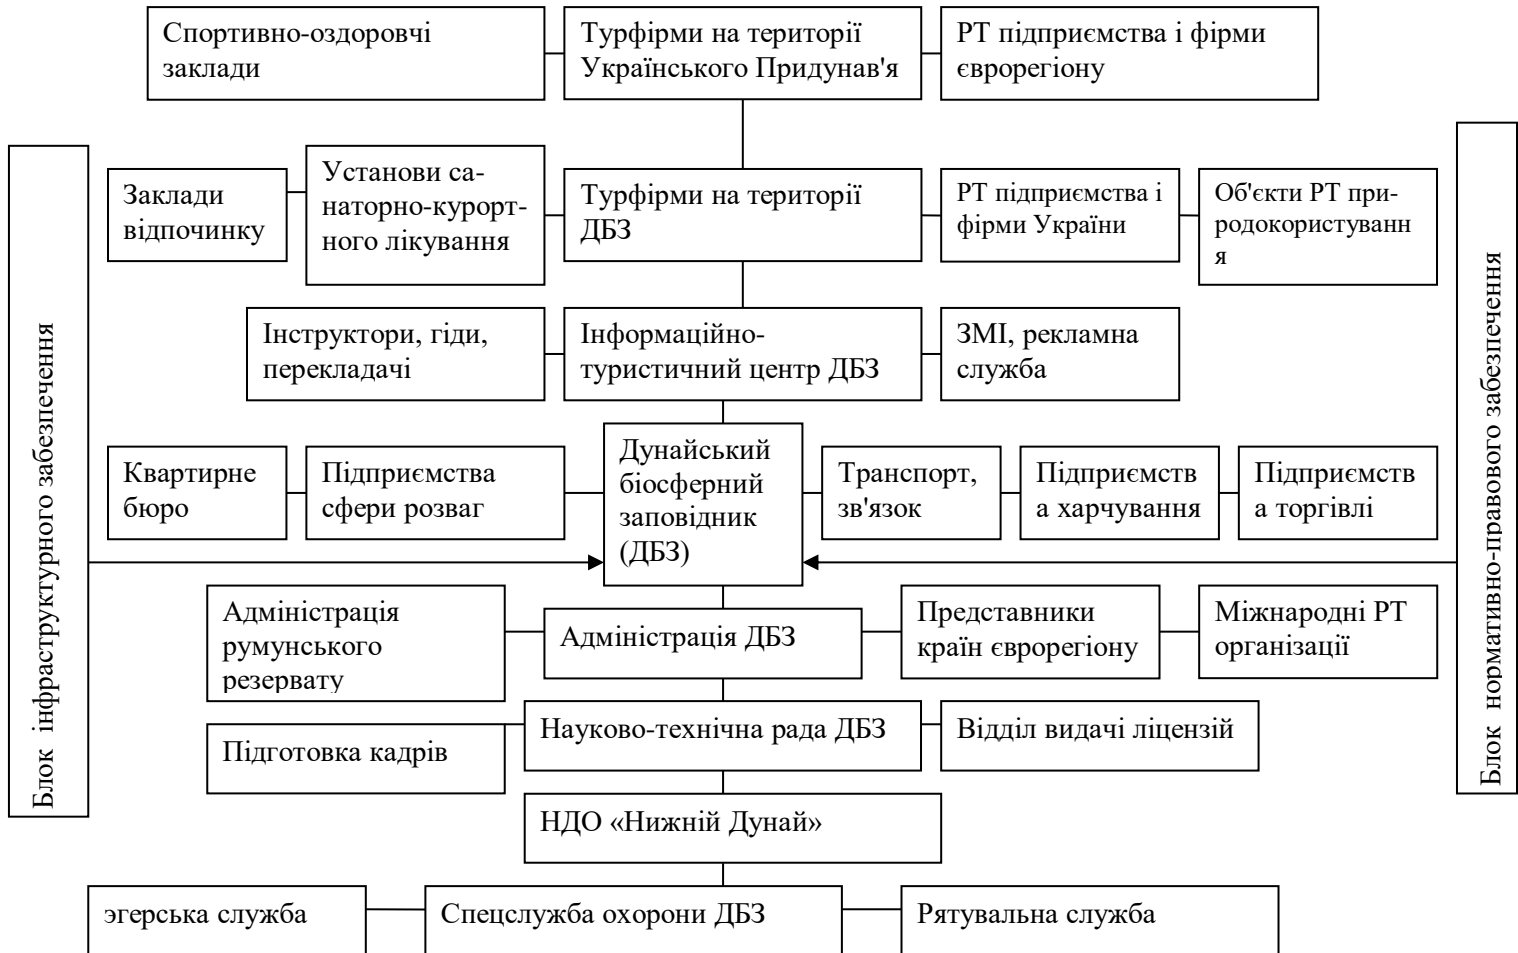 Спортивно-оздоровчі
заклади
Турфірми на території
Українського Придунав'я
РТ підприємства і фірми
єврорегіону
Блок інфраструктурного забезпечення
Заклади
відпочинку
Установи са-
наторно-курорт-
ного лікування
Турфірми на території
ДБЗ
РТ підприємства і
фірми України
Об'єкти РТ при-
родокористуванн
я
Блок нормативно-правового забезпечення
Інструктори, гіди,
перекладачі
Інформаційно-
туристичний центр ДБЗ
ЗМІ, рекламна
служба
Квартирне
бюро
Підприємства
сфери розваг
Дунайський
біосферний
заповідник
(ДБЗ)
Транспорт,
зв'язок
Підприємств
а харчування
Підприємств
а торгівлі
Адміністрація
румунського
резервату
Адміністрація ДБЗ
Представники
країн єврорегіону
Міжнародні РТ
організації
Підготовка кадрів
Науково-технічна рада ДБЗ
Відділ видачі ліцензій
НДО «Нижній Дунай»
эгерська служба
Спецслужба охорони ДБЗ
Рятувальна служба